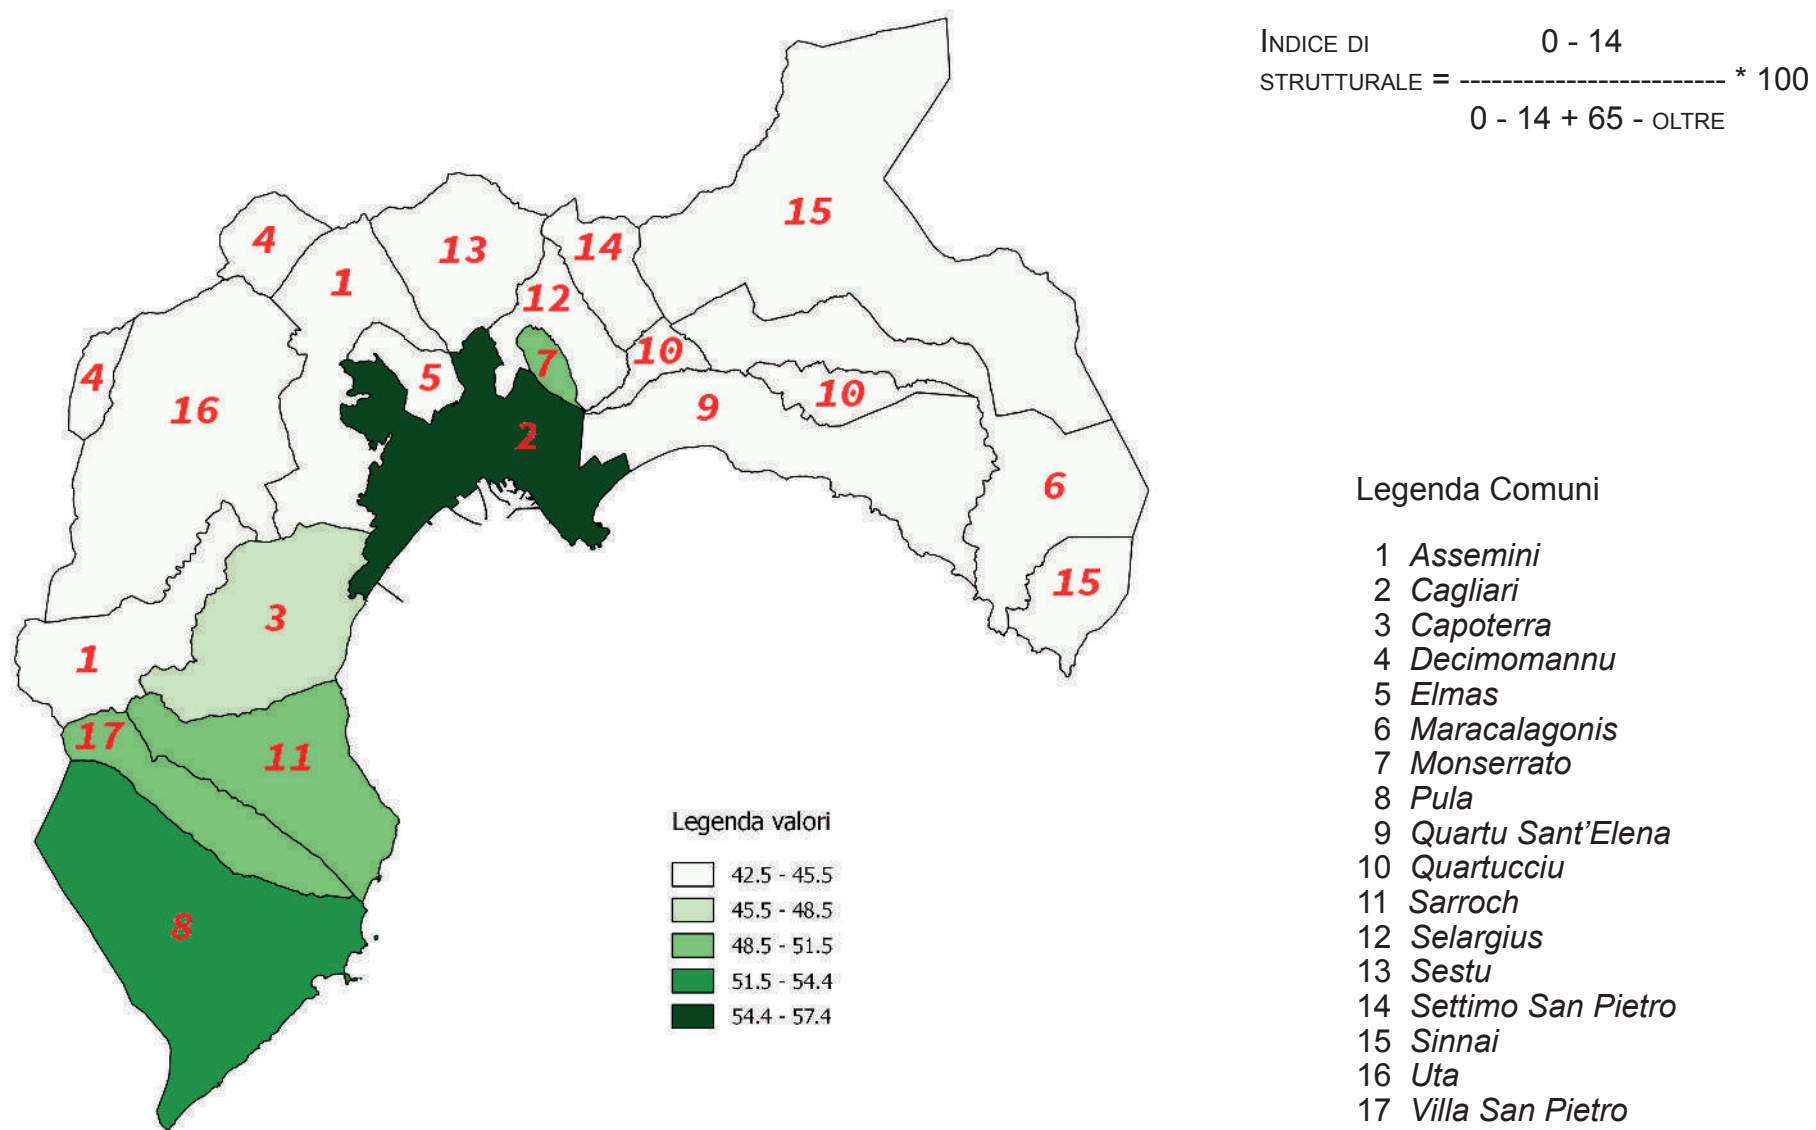 INDICE DI 0 - 14
STRUTTURALE = ------------------------- * 100
0 - 14 + 65 - OLTRE
15
4
13
14
1
12
10
7
5
4
10
16
9
2
6
15
3
1
17
11
8
Legenda valori
42.5 - 45.5
45.5 - 48.5
48.5 - 51.5
51.5 - 54.4
54.4 - 57.4
Legenda Comuni
1 Assemini
2 Cagliari
3 Capoterra
4 Decimomannu
5 Elmas
6 Maracalagonis
7 Monserrato
8 Pula
9 Quartu Sant'Elena
10 Quartucciu
11 Sarroch
12 Selargius
13 Sestu
14 Settimo San Pietro
15 Sinnai
16 Uta
17 Villa San Pietro